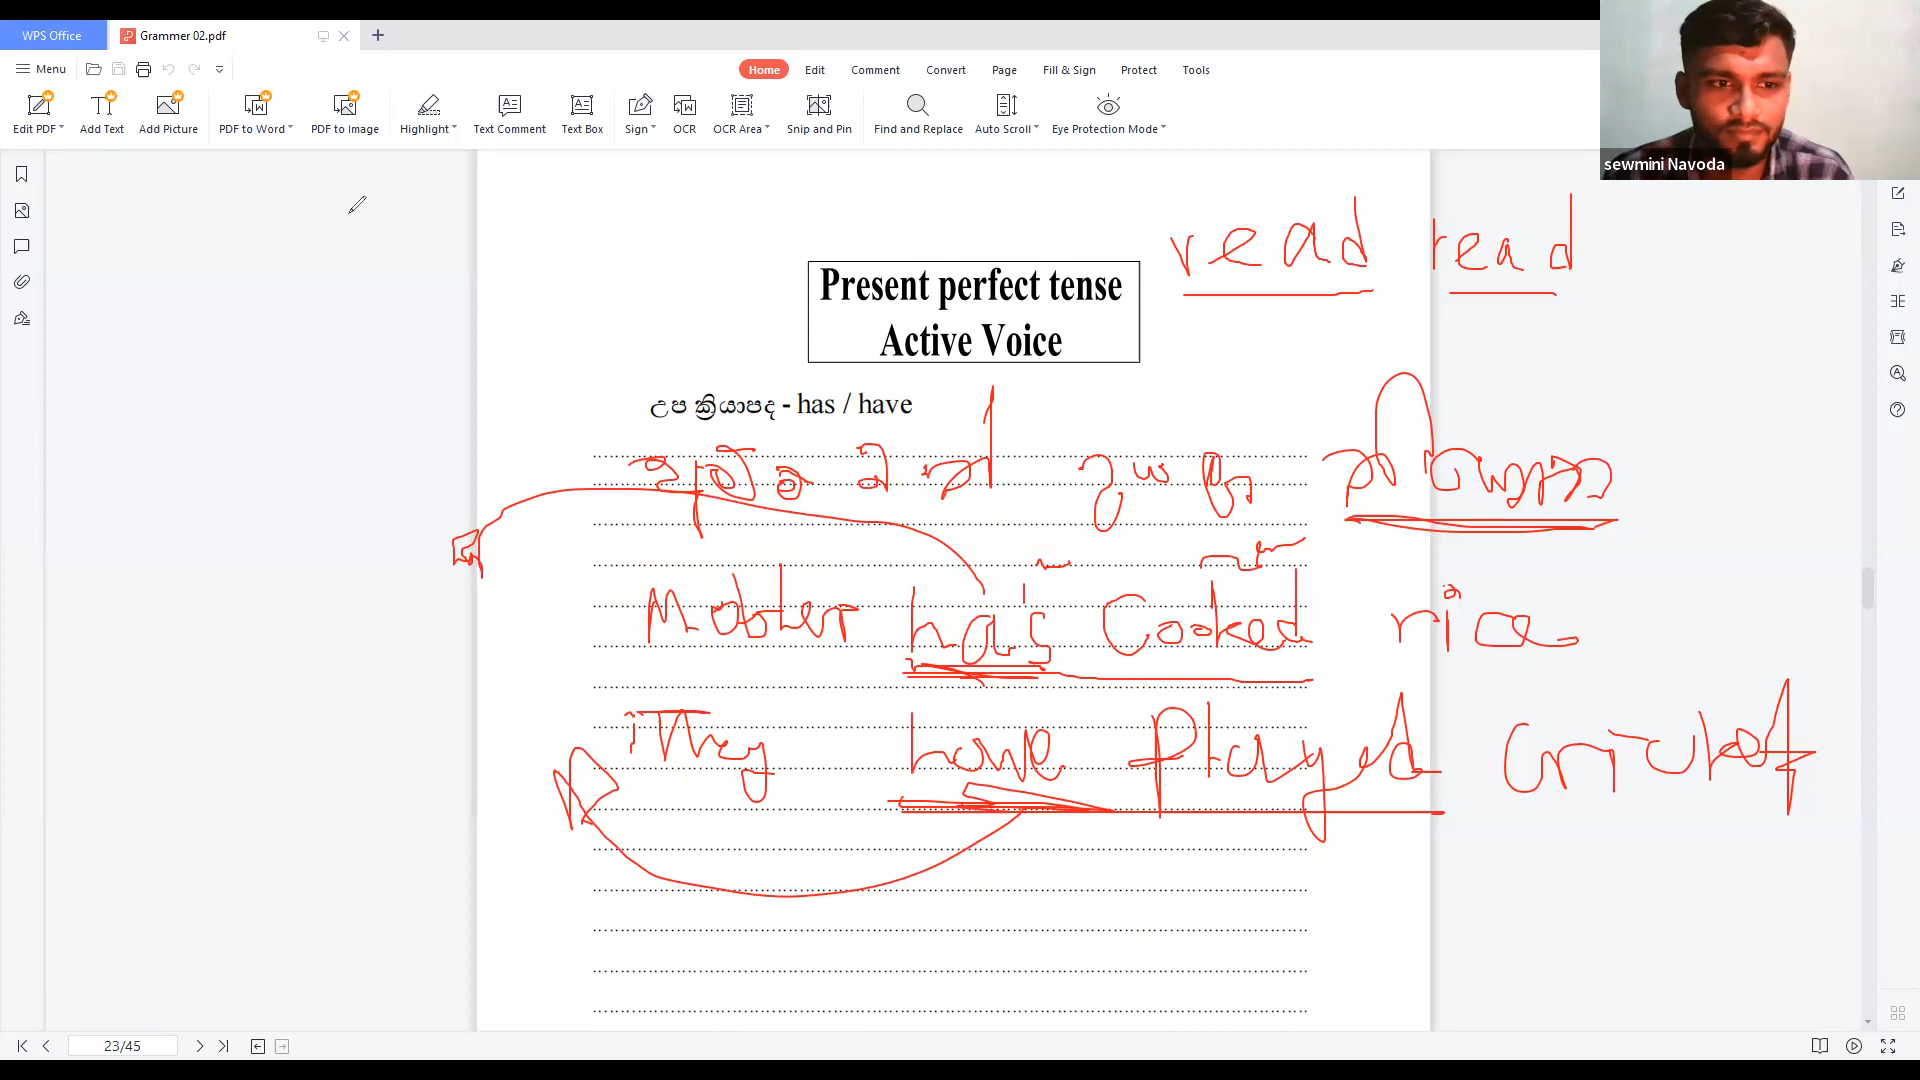 WPS Office
Grammer 02.pdf
Menu
Home Edit Comment Convert Page Fill & Sign Protect Tools
Edit PDF Add Text Add Picture PDF to Word PDF to Image Highlight Text Comment Text Box Sign OCR OCR Area Snip and Pin Find and Replace Auto Scroll Eye Protection Mode
sewmini Navoda
read read
Present perfect tense
Active Voice
උප ක්‍රියාපද - has / have
Mother has Cooked rice
They have Played Cricket
23/45